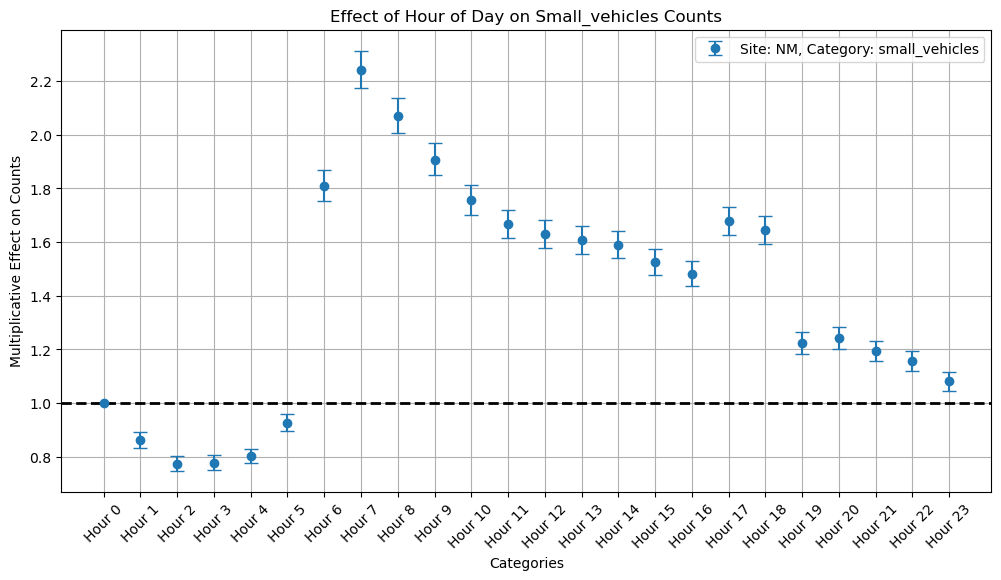 Effect of Hour of Day on Small_vehicles Counts
Site: NM, Category: small_vehicles
Multiplicative Effect on Counts
2.2
2.0
1.8
1.6
1.4
1.2
1.0
0.8
Hour 0
Hour 1
Hour 2
Hour 3
Hour 4
Hour 5
Hour 6
Hour 7
Hour 8
Hour 9
Hour 10
Hour 11
Hour 12
Hour 13
Hour 14
Hour 15
Hour 16
Hour 17
Hour 18
Hour 19
Hour 20
Hour 21
Hour 22
Hour 23
Categories